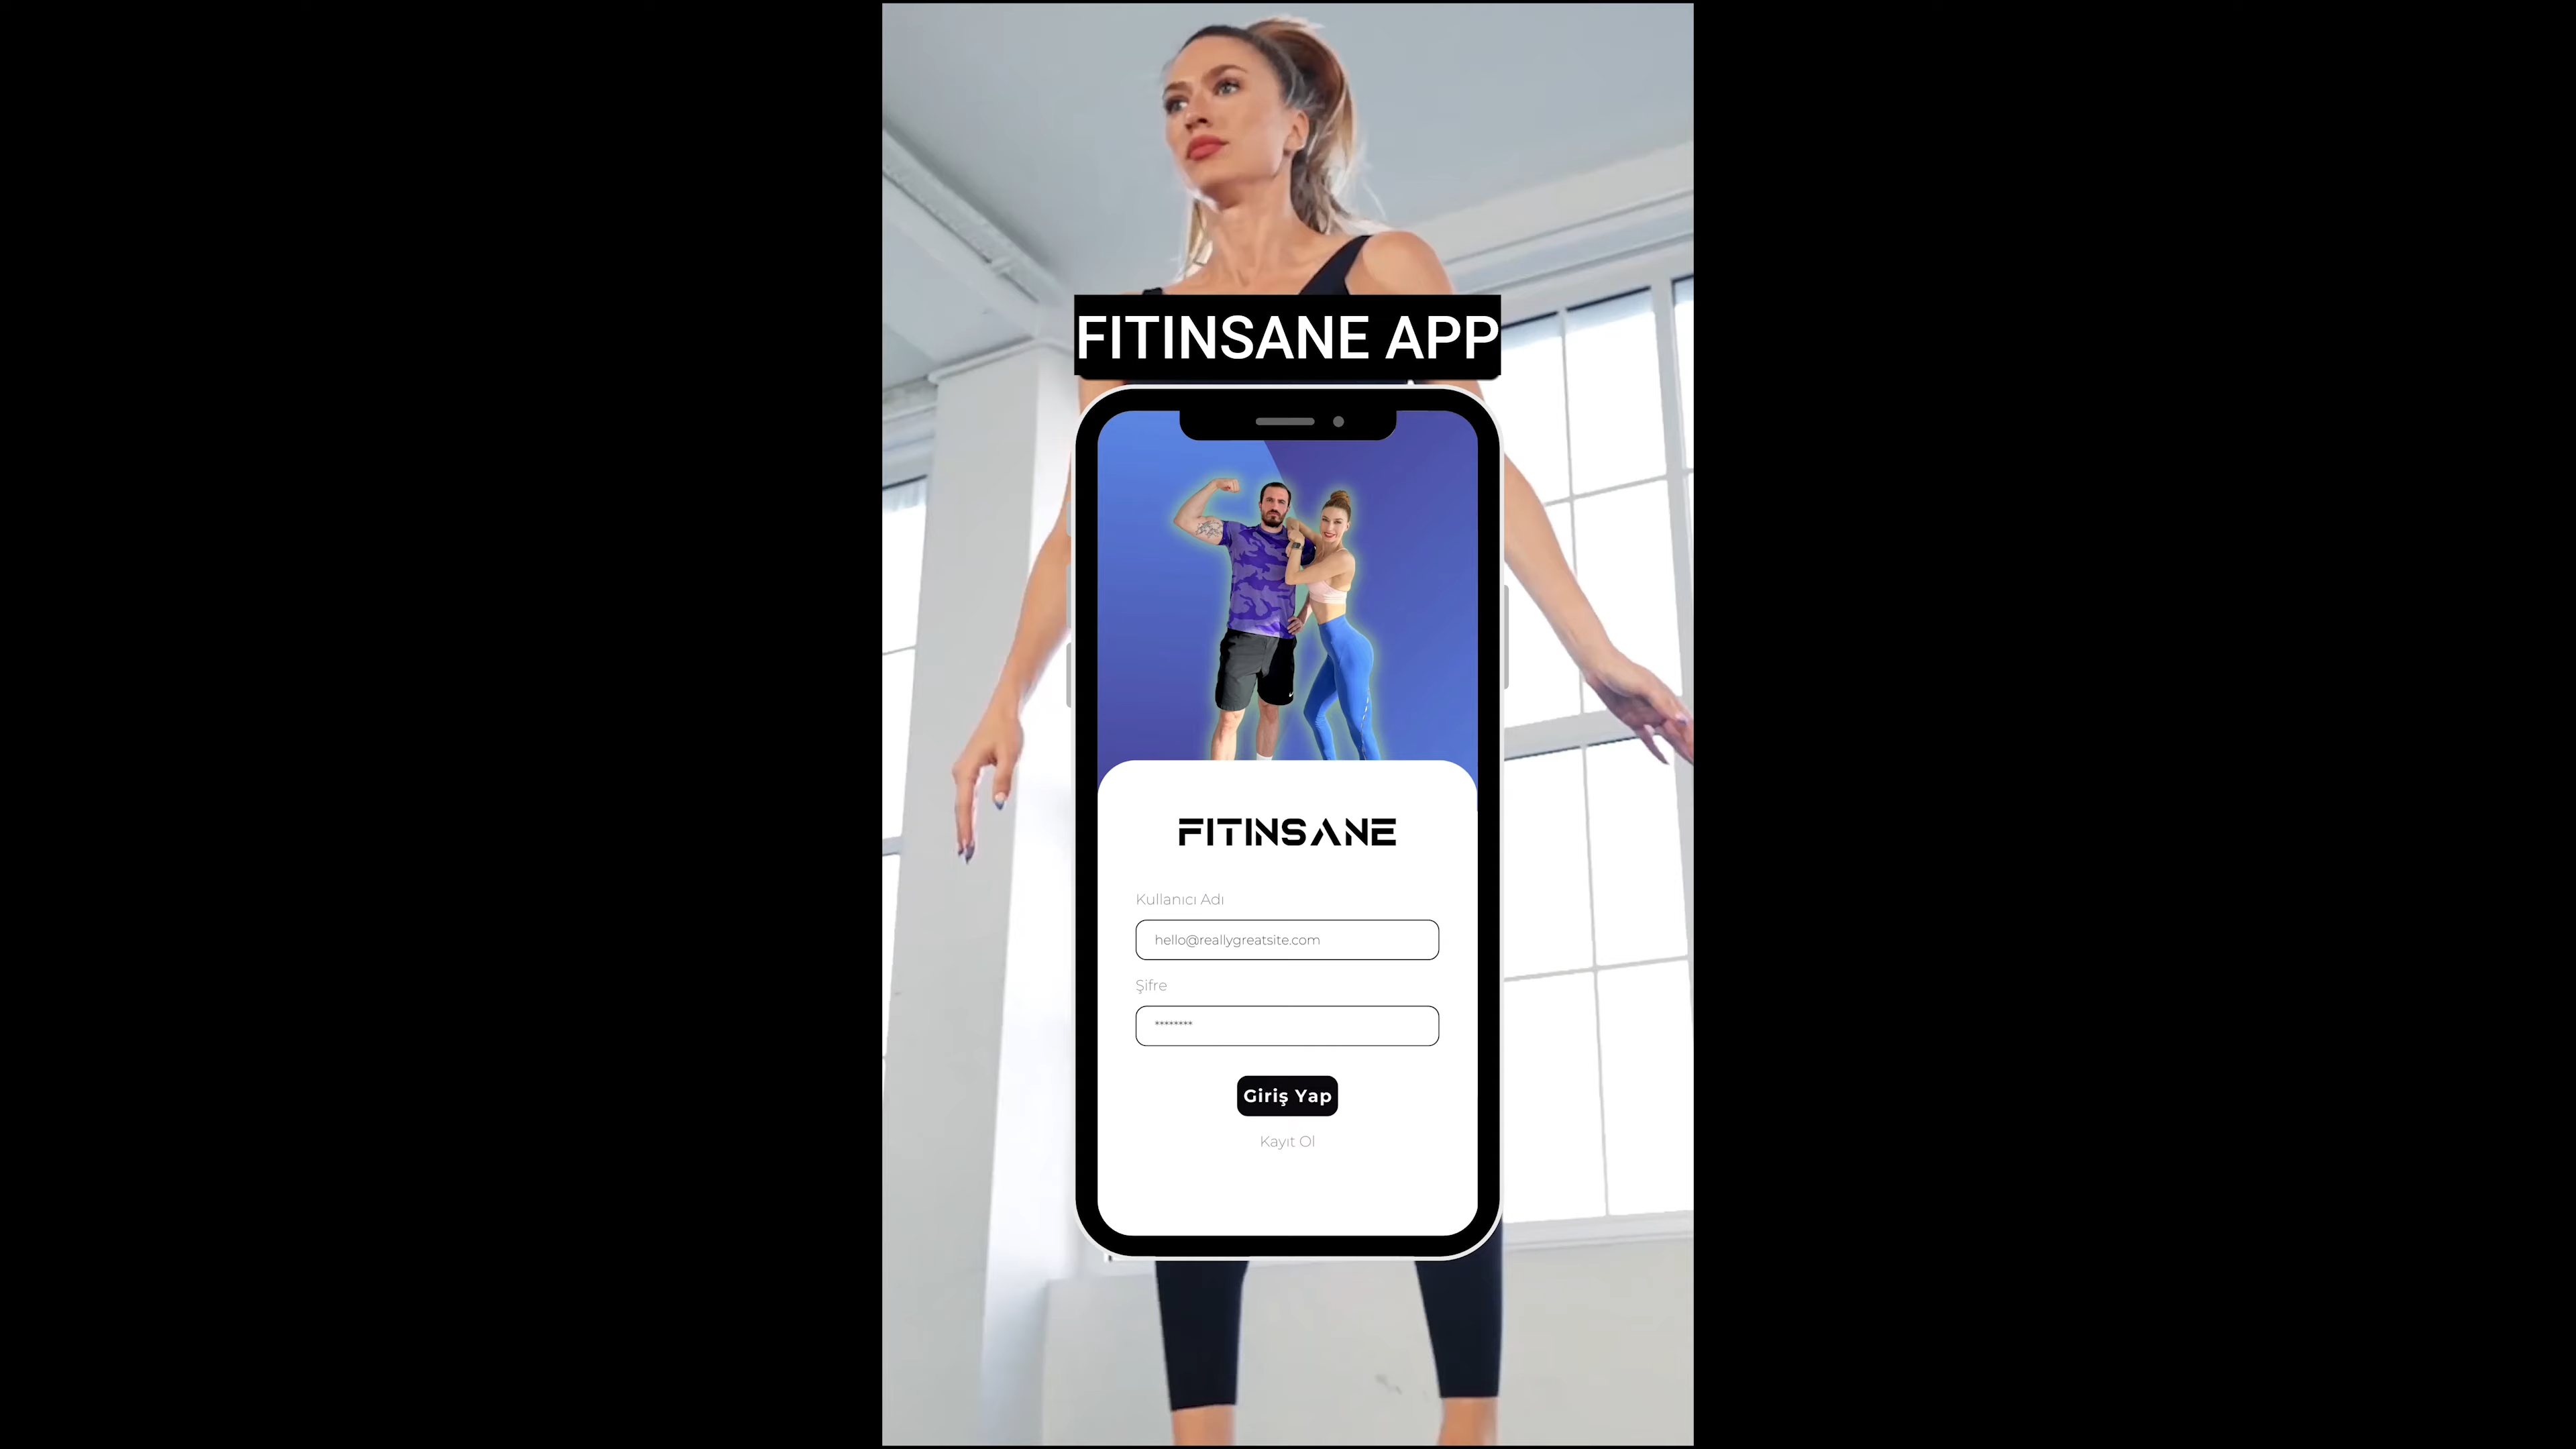 FITINSANE APP
FITINSANE
Kullanıcı Adı
hello@reallygreatsite.com
Şifre
********
Giriş Yap
Kayıt Ol